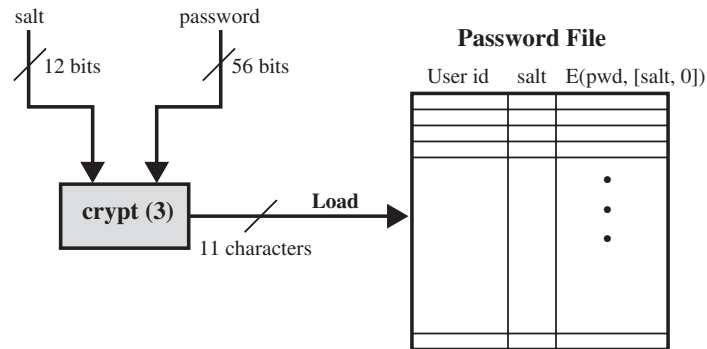 salt password
12 bits 56 bits
Password File
User id salt E(pwd, [salt, 0])
crypt (3)
Load
11 characters